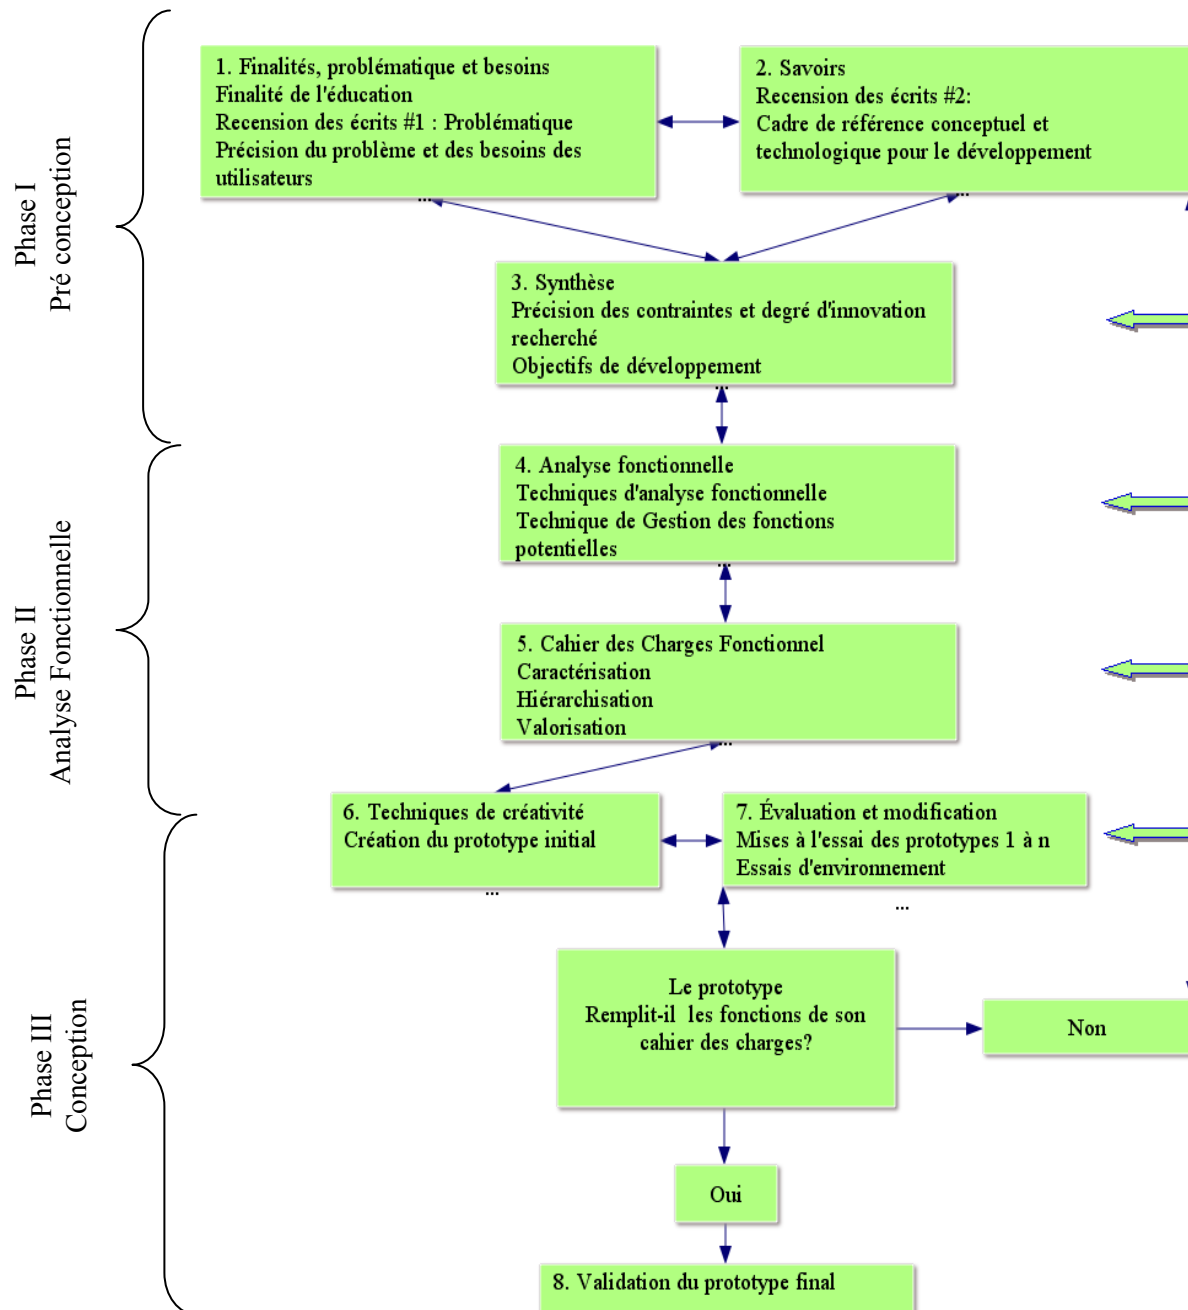 Phase I
Pré conception
1. Finalités, problématique et besoins
Finalité de l'éducation
Recension des écrits #1 : Problématique
Précision du problème et des besoins des
utilisateurs
...
2. Savoirs
Recension des écrits #2:
Cadre de référence conceptuel et
technologique pour le développement
...
3. Synthèse
Précision des contraintes et degré d'innovation
recherché
Objectifs de développement
...
Phase II
Analyse Fonctionnelle
4. Analyse fonctionnelle
Techniques d'analyse fonctionnelle
Technique de Gestion des fonctions
potentielles
...
5. Cahier des Charges Fonctionnel
Caractérisation
Hiérarchisation
Valorisation
...
Phase III
Conception
6. Techniques de créativité
Création du prototype initial
...
7. Évaluation et modification
Mises à l'essai des prototypes 1 à n
Essais d'environnement
...
Le prototype
Remplit-il les fonctions de son
cahier des charges?
Non
Oui
8. Validation du prototype final